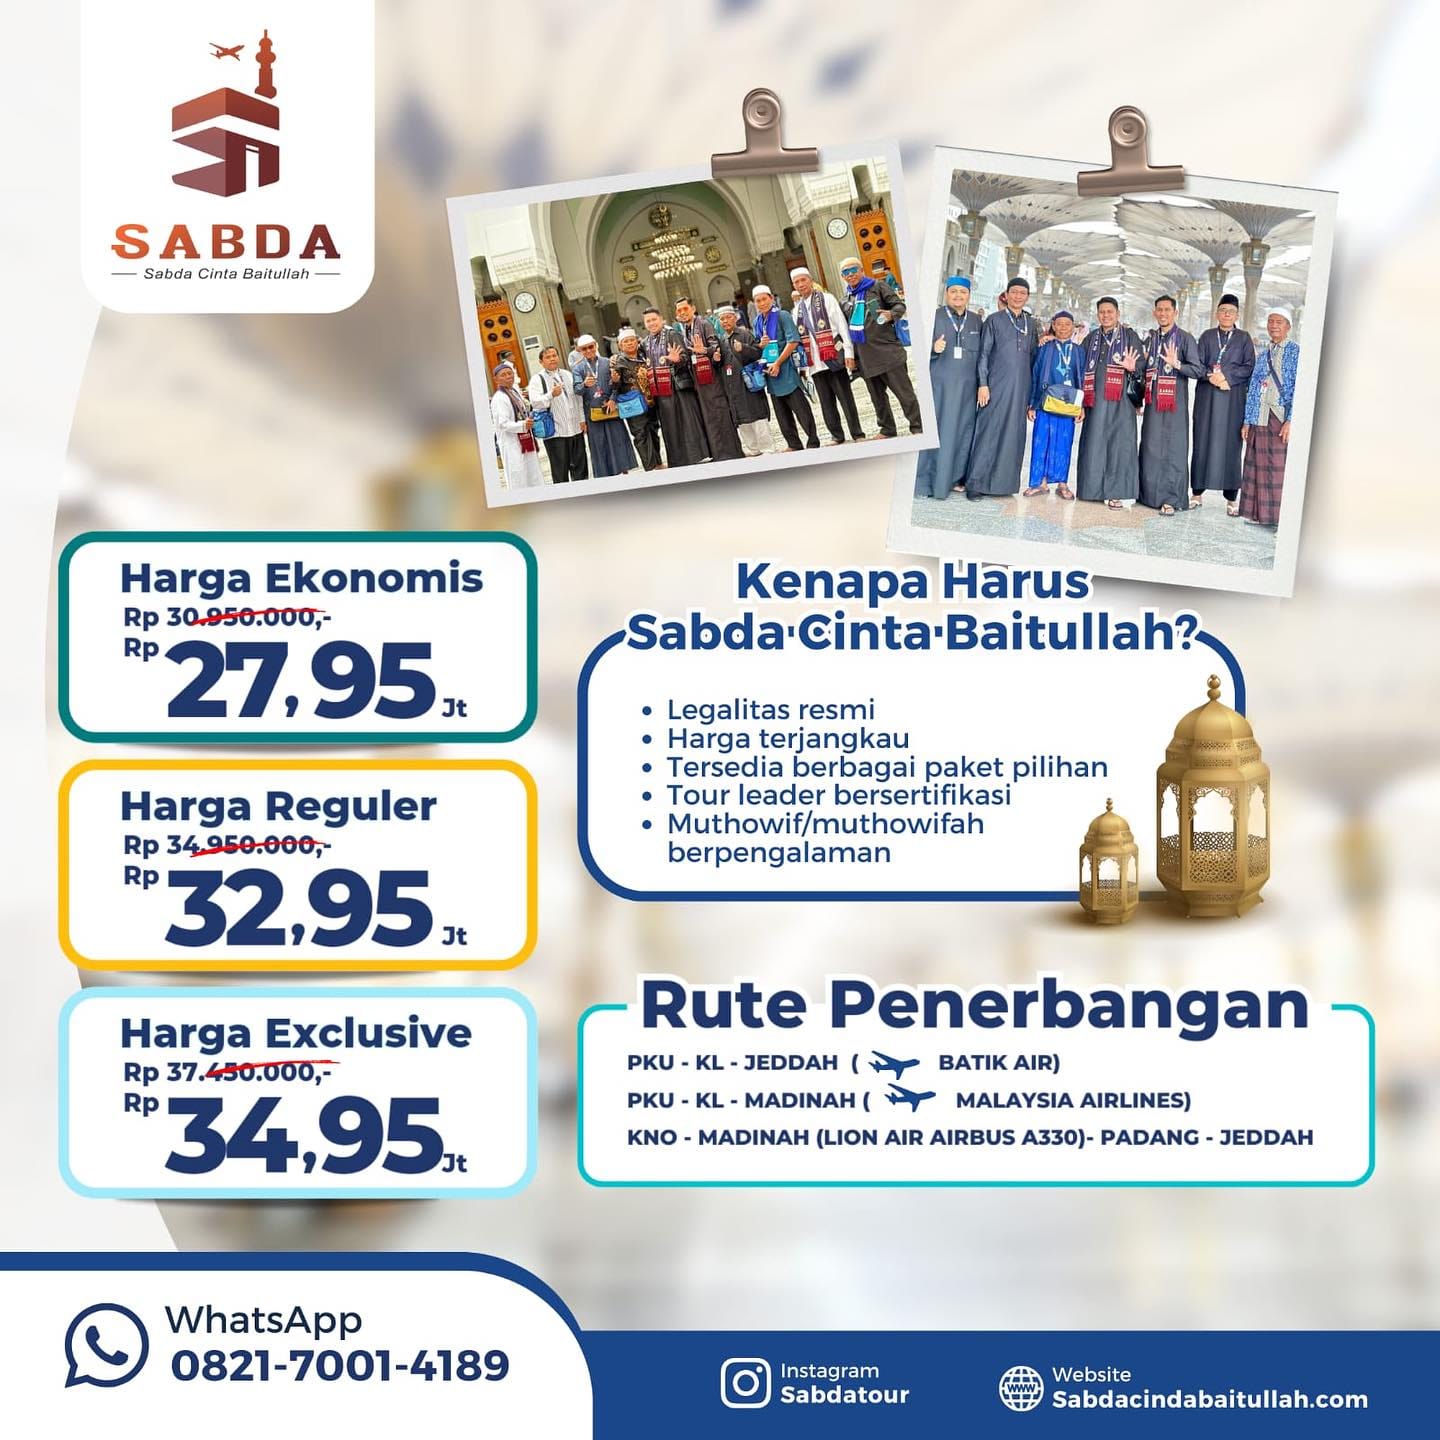 SABDA
Sabda Cinta Baitullah
Harga Ekonomis
Rp 30.950.000,-
Rp 27,95 Jt
Harga Reguler
Rp 34.950.000,-
Rp 32,95 Jt
Harga Exclusive
Rp 37.450.000,-
Rp 34,95 Jt
Kenapa Harus
Sabda Cinta Baitullah?
• Legalitas resmi
• Harga terjangkau
• Tersedia berbagai paket pilihan
• Tour leader bersertifikasi
• Muthowif/muthowifah
berpengalaman
Rute Penerbangan
PKU - KL - JEDDAH ( BATIK AIR)
PKU - KL - MADINAH ( MALAYSIA AIRLINES)
KNO - MADINAH (LION AIR AIRBUS A330)- PADANG - JEDDAH
WhatsApp
0821-7001-4189
Instagram
Sabdatour
Website
Sabdacindabaitullah.com